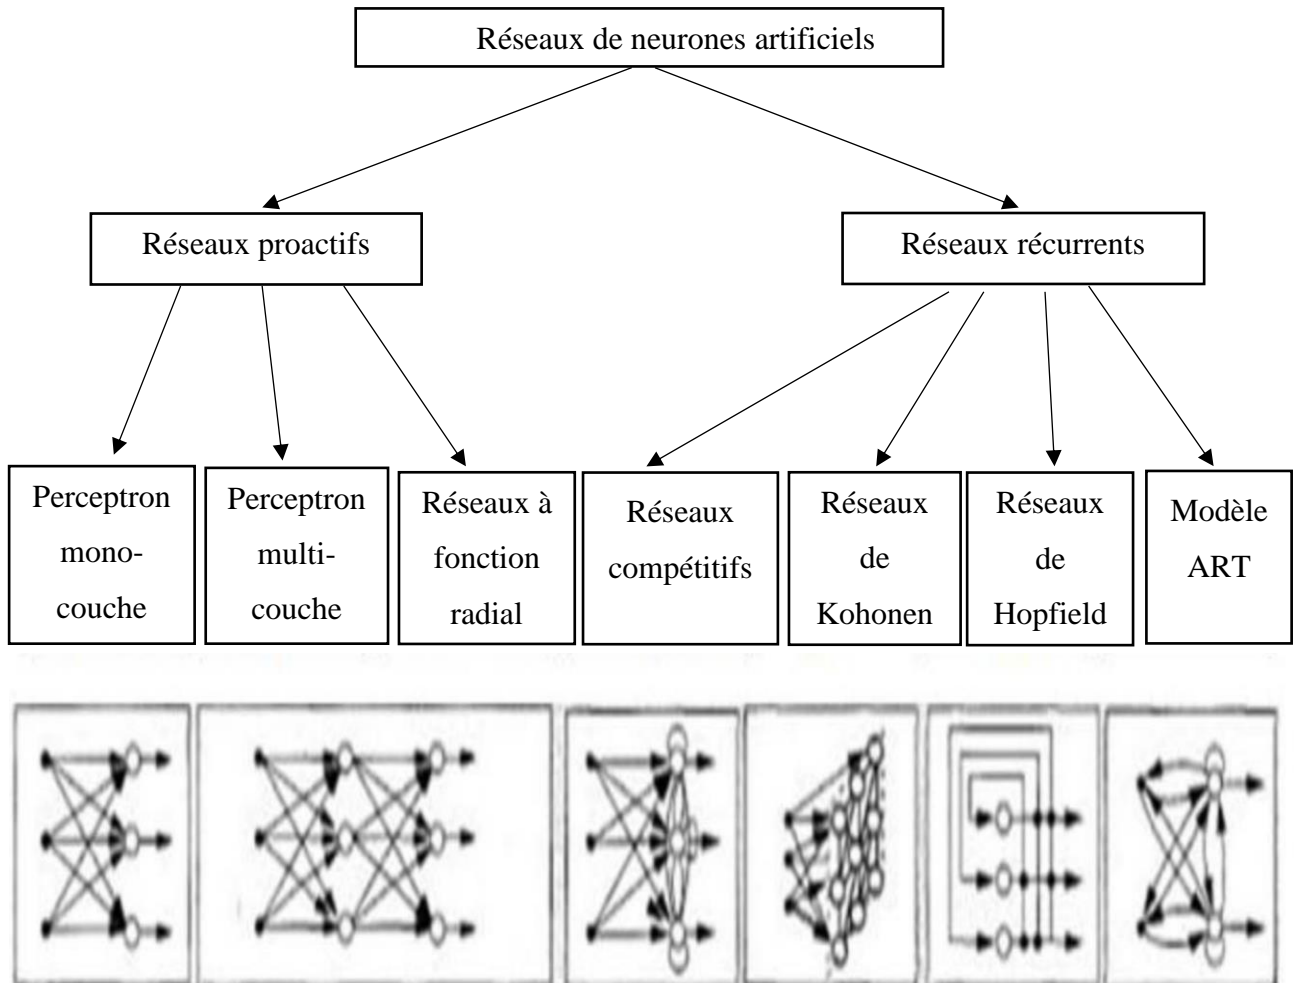 Réseaux de neurones artificiels
Réseaux proactifs
Réseaux récurrents
Perceptron
mono-
couche
Perceptron
multi-
couche
Réseaux à
fonction
radial
Réseaux
compétitifs
Réseaux
de
Kohonen
Réseaux
de
Hopfield
Modèle
ART